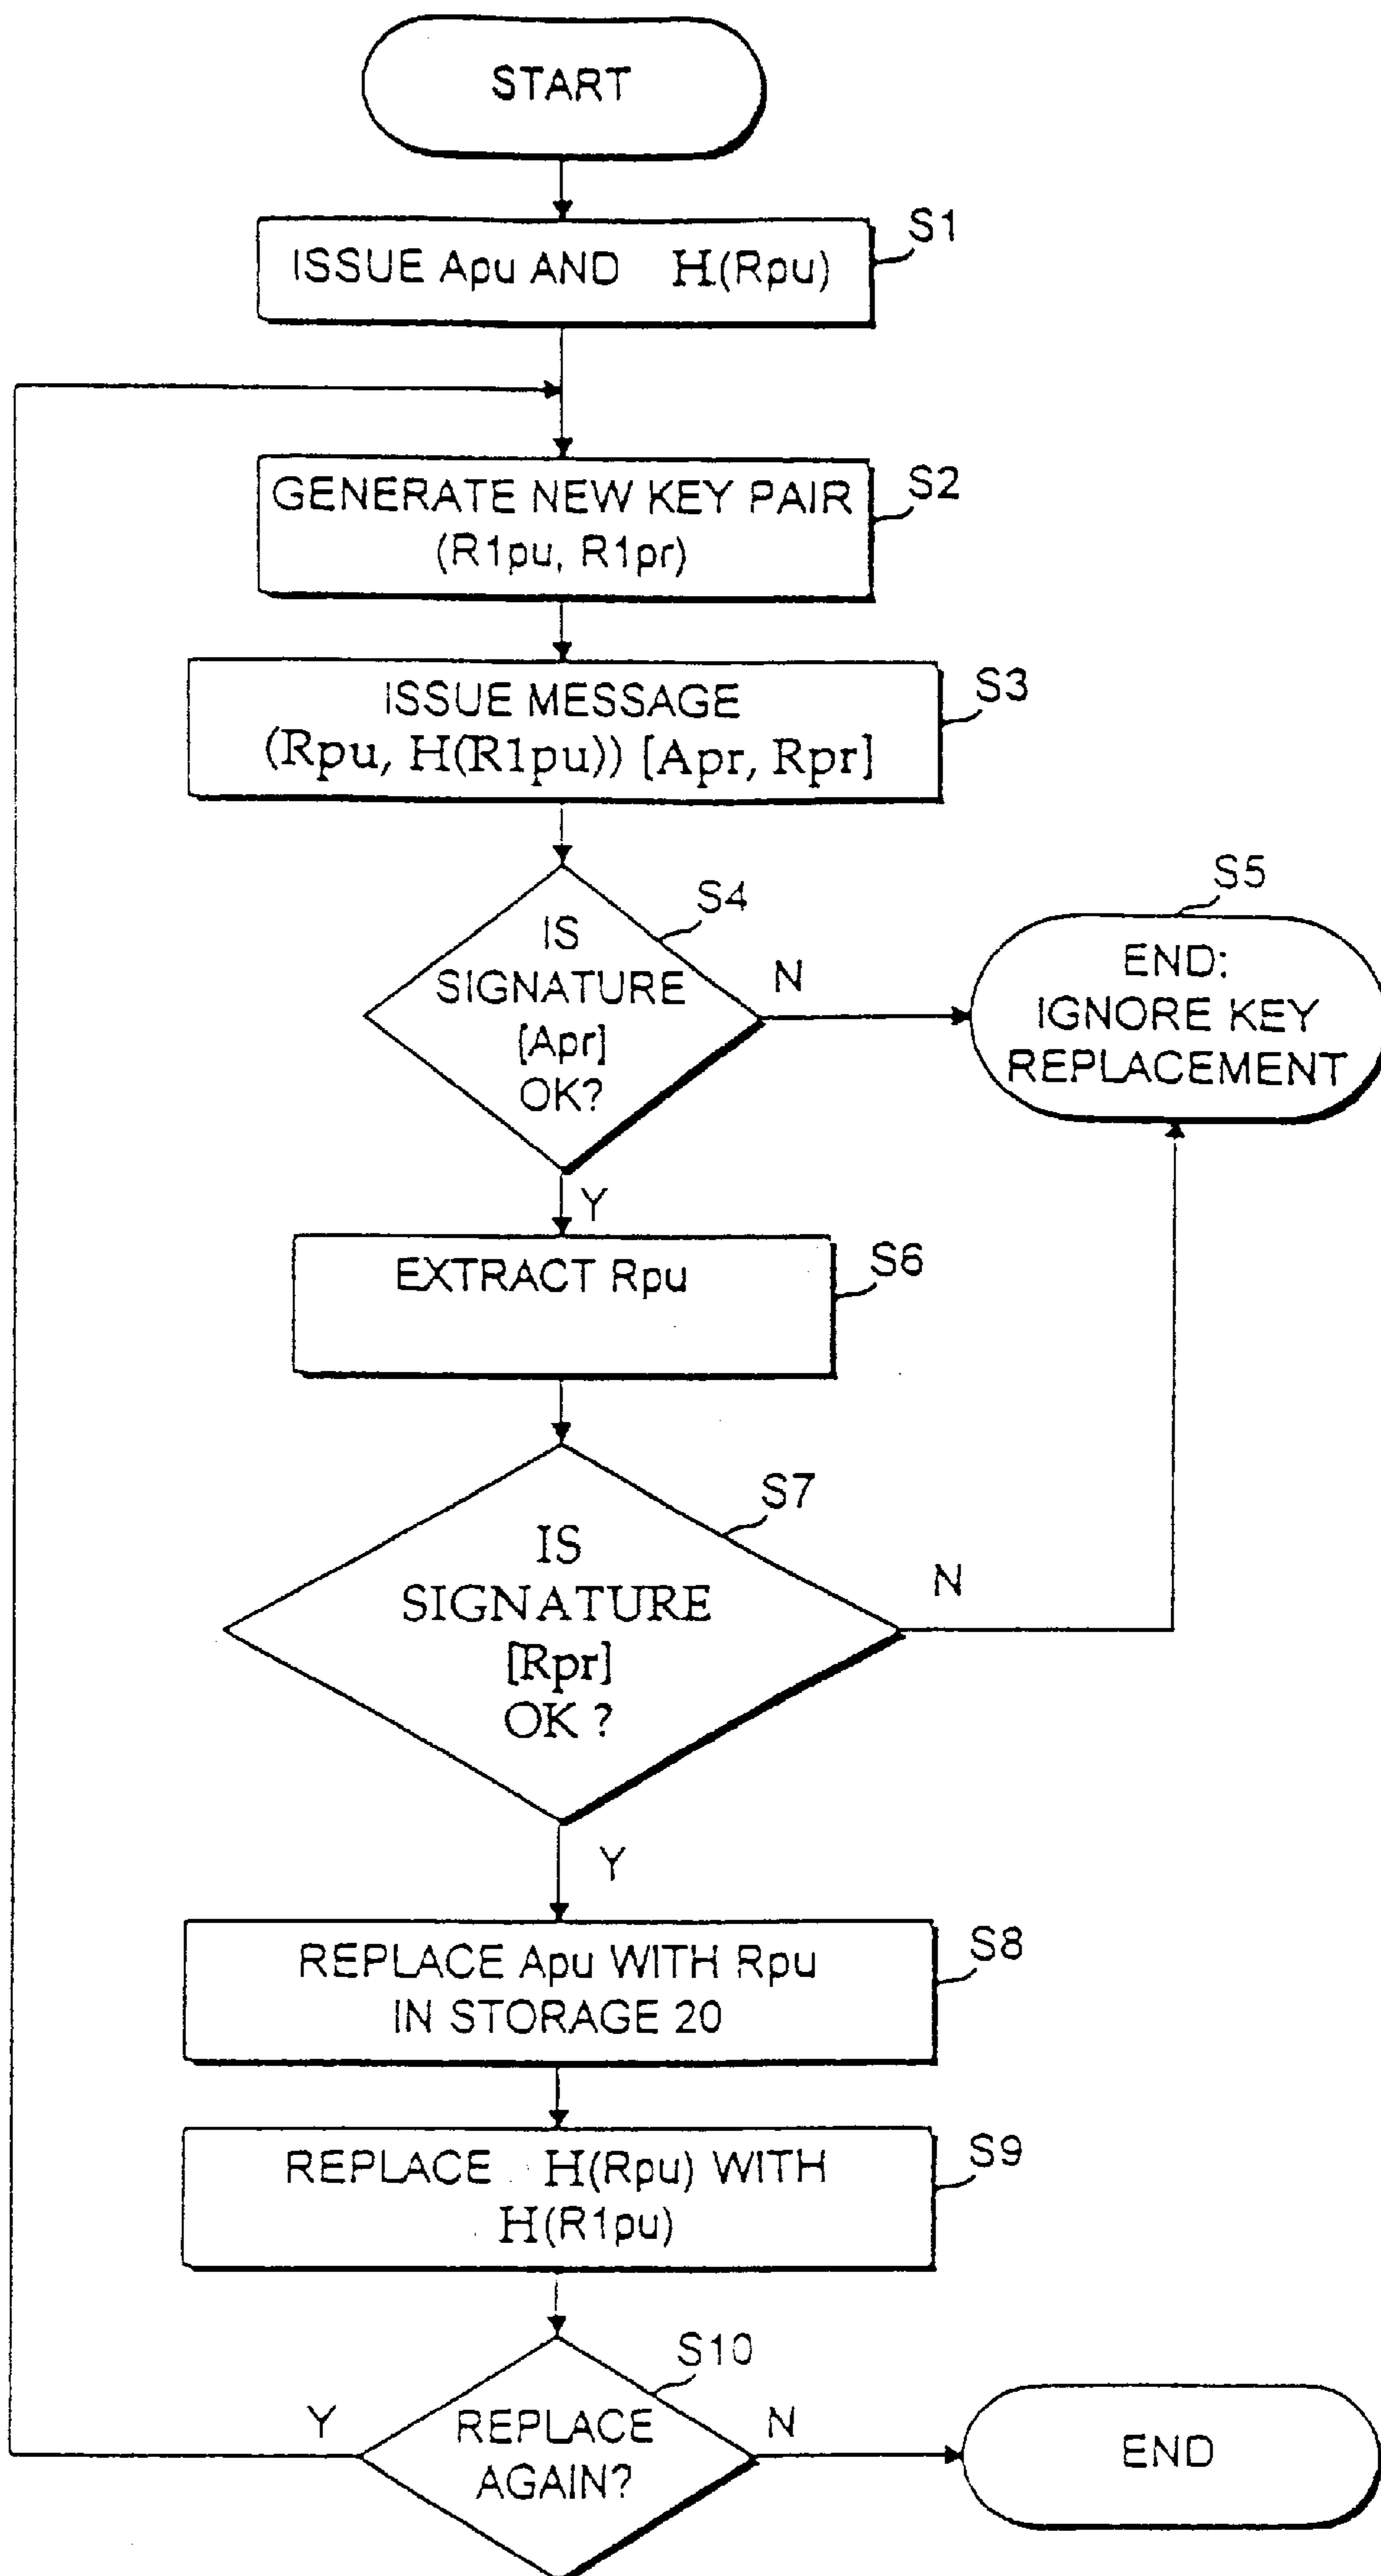 START
S1
ISSUE Apu AND H(Rpu)
S2
GENERATE NEW KEY PAIR
(R1pu, R1pr)
S3
ISSUE MESSAGE
(Rpu, H(R1pu)) [Apr, Rpr]
S4
IS
SIGNATURE
[Apr]
OK?
N
Y
S5
END:
IGNORE KEY
REPLACEMENT
S6
EXTRACT Rpu
S7
IS
SIGNATURE
[Rpr]
OK ?
N
Y
S8
REPLACE Apu WITH Rpu
IN STORAGE 20
S9
REPLACE H(Rpu) WITH
H(R1pu)
S10
Y
REPLACE
AGAIN?
N
END